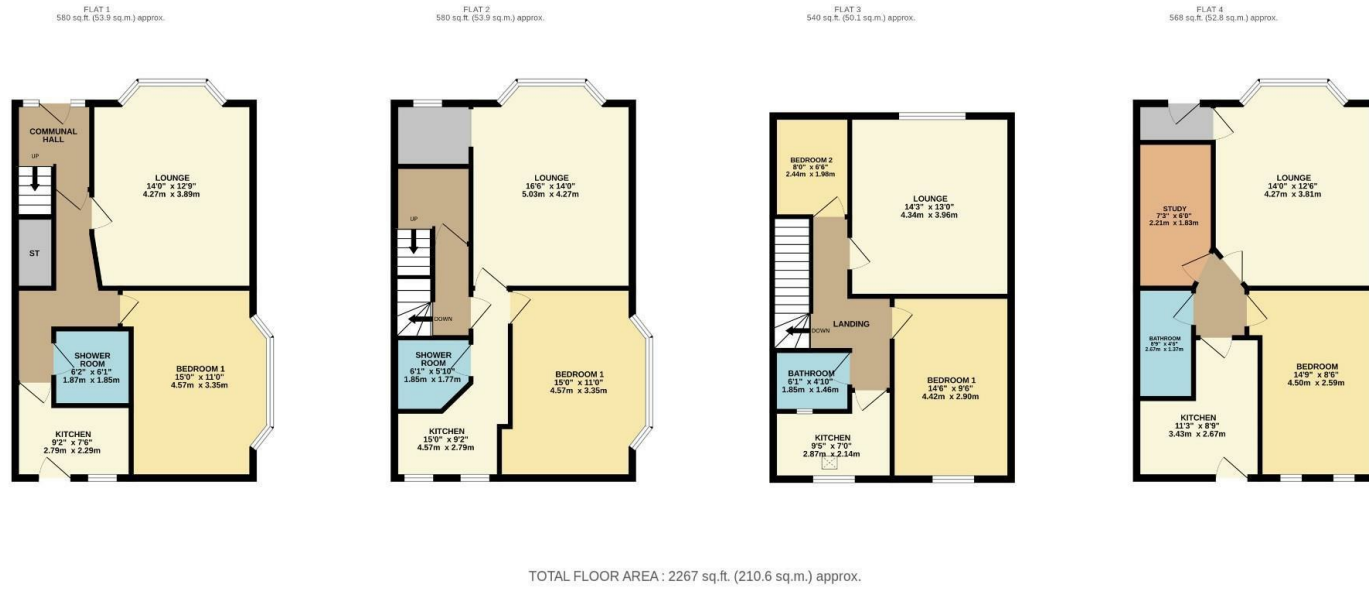 FLAT 1
580 sq.ft. (53.9 sq.m.) approx.
COMMUNAL
HALL
UP
LOUNGE
14'0" x 12'9"
4.27m x 3.89m
ST
SHOWER
ROOM
6'2" x 6'1"
1.87m x 1.85m
BEDROOM 1
15'0" x 11'0"
4.57m x 3.35m
KITCHEN
9'2" x 7'6"
2.79m x 2.29m
FLAT 2
580 sq.ft. (53.9 sq.m.) approx.
LOUNGE
16'6" x 14'0"
5.03m x 4.27m
UP
DOWN
SHOWER
ROOM
6'1" x 5'10"
1.85m x 1.77m
BEDROOM 1
15'0" x 11'0"
4.57m x 3.35m
KITCHEN
15'0" x 9'2"
4.57m x 2.79m
FLAT 3
540 sq.ft. (50.1 sq.m.) approx.
BEDROOM 2
8'0" x 6'6"
2.44m x 1.98m
LOUNGE
14'3" x 13'0"
4.34m x 3.96m
DOWN
LANDING
BATHROOM
6'1" x 4'10"
1.85m x 1.46m
BEDROOM 1
14'6" x 9'6"
4.42m x 2.90m
KITCHEN
9'5" x 7'0"
2.87m x 2.14m
FLAT 4
568 sq.ft. (52.8 sq.m.) approx.
LOUNGE
14'0" x 12'6"
4.27m x 3.81m
STUDY
7'3" x 6'0"
2.21m x 1.83m
BATHROOM
8'9" x 4'6"
2.67m x 1.37m
BEDROOM
14'9" x 8'6"
4.50m x 2.59m
KITCHEN
11'3" x 8'9"
3.43m x 2.67m
TOTAL FLOOR AREA : 2267 sq.ft. (210.6 sq.m.) approx.